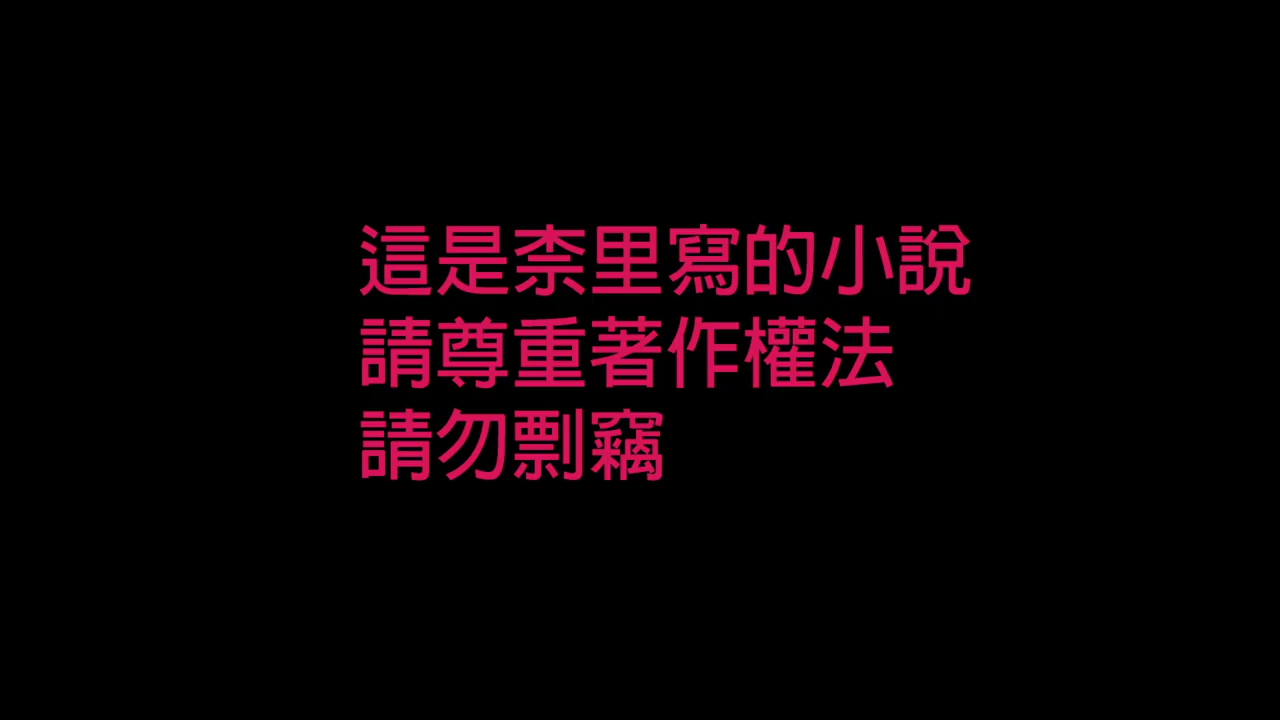 這是柰里寫的小說
請尊重著作權法
請勿剽竊